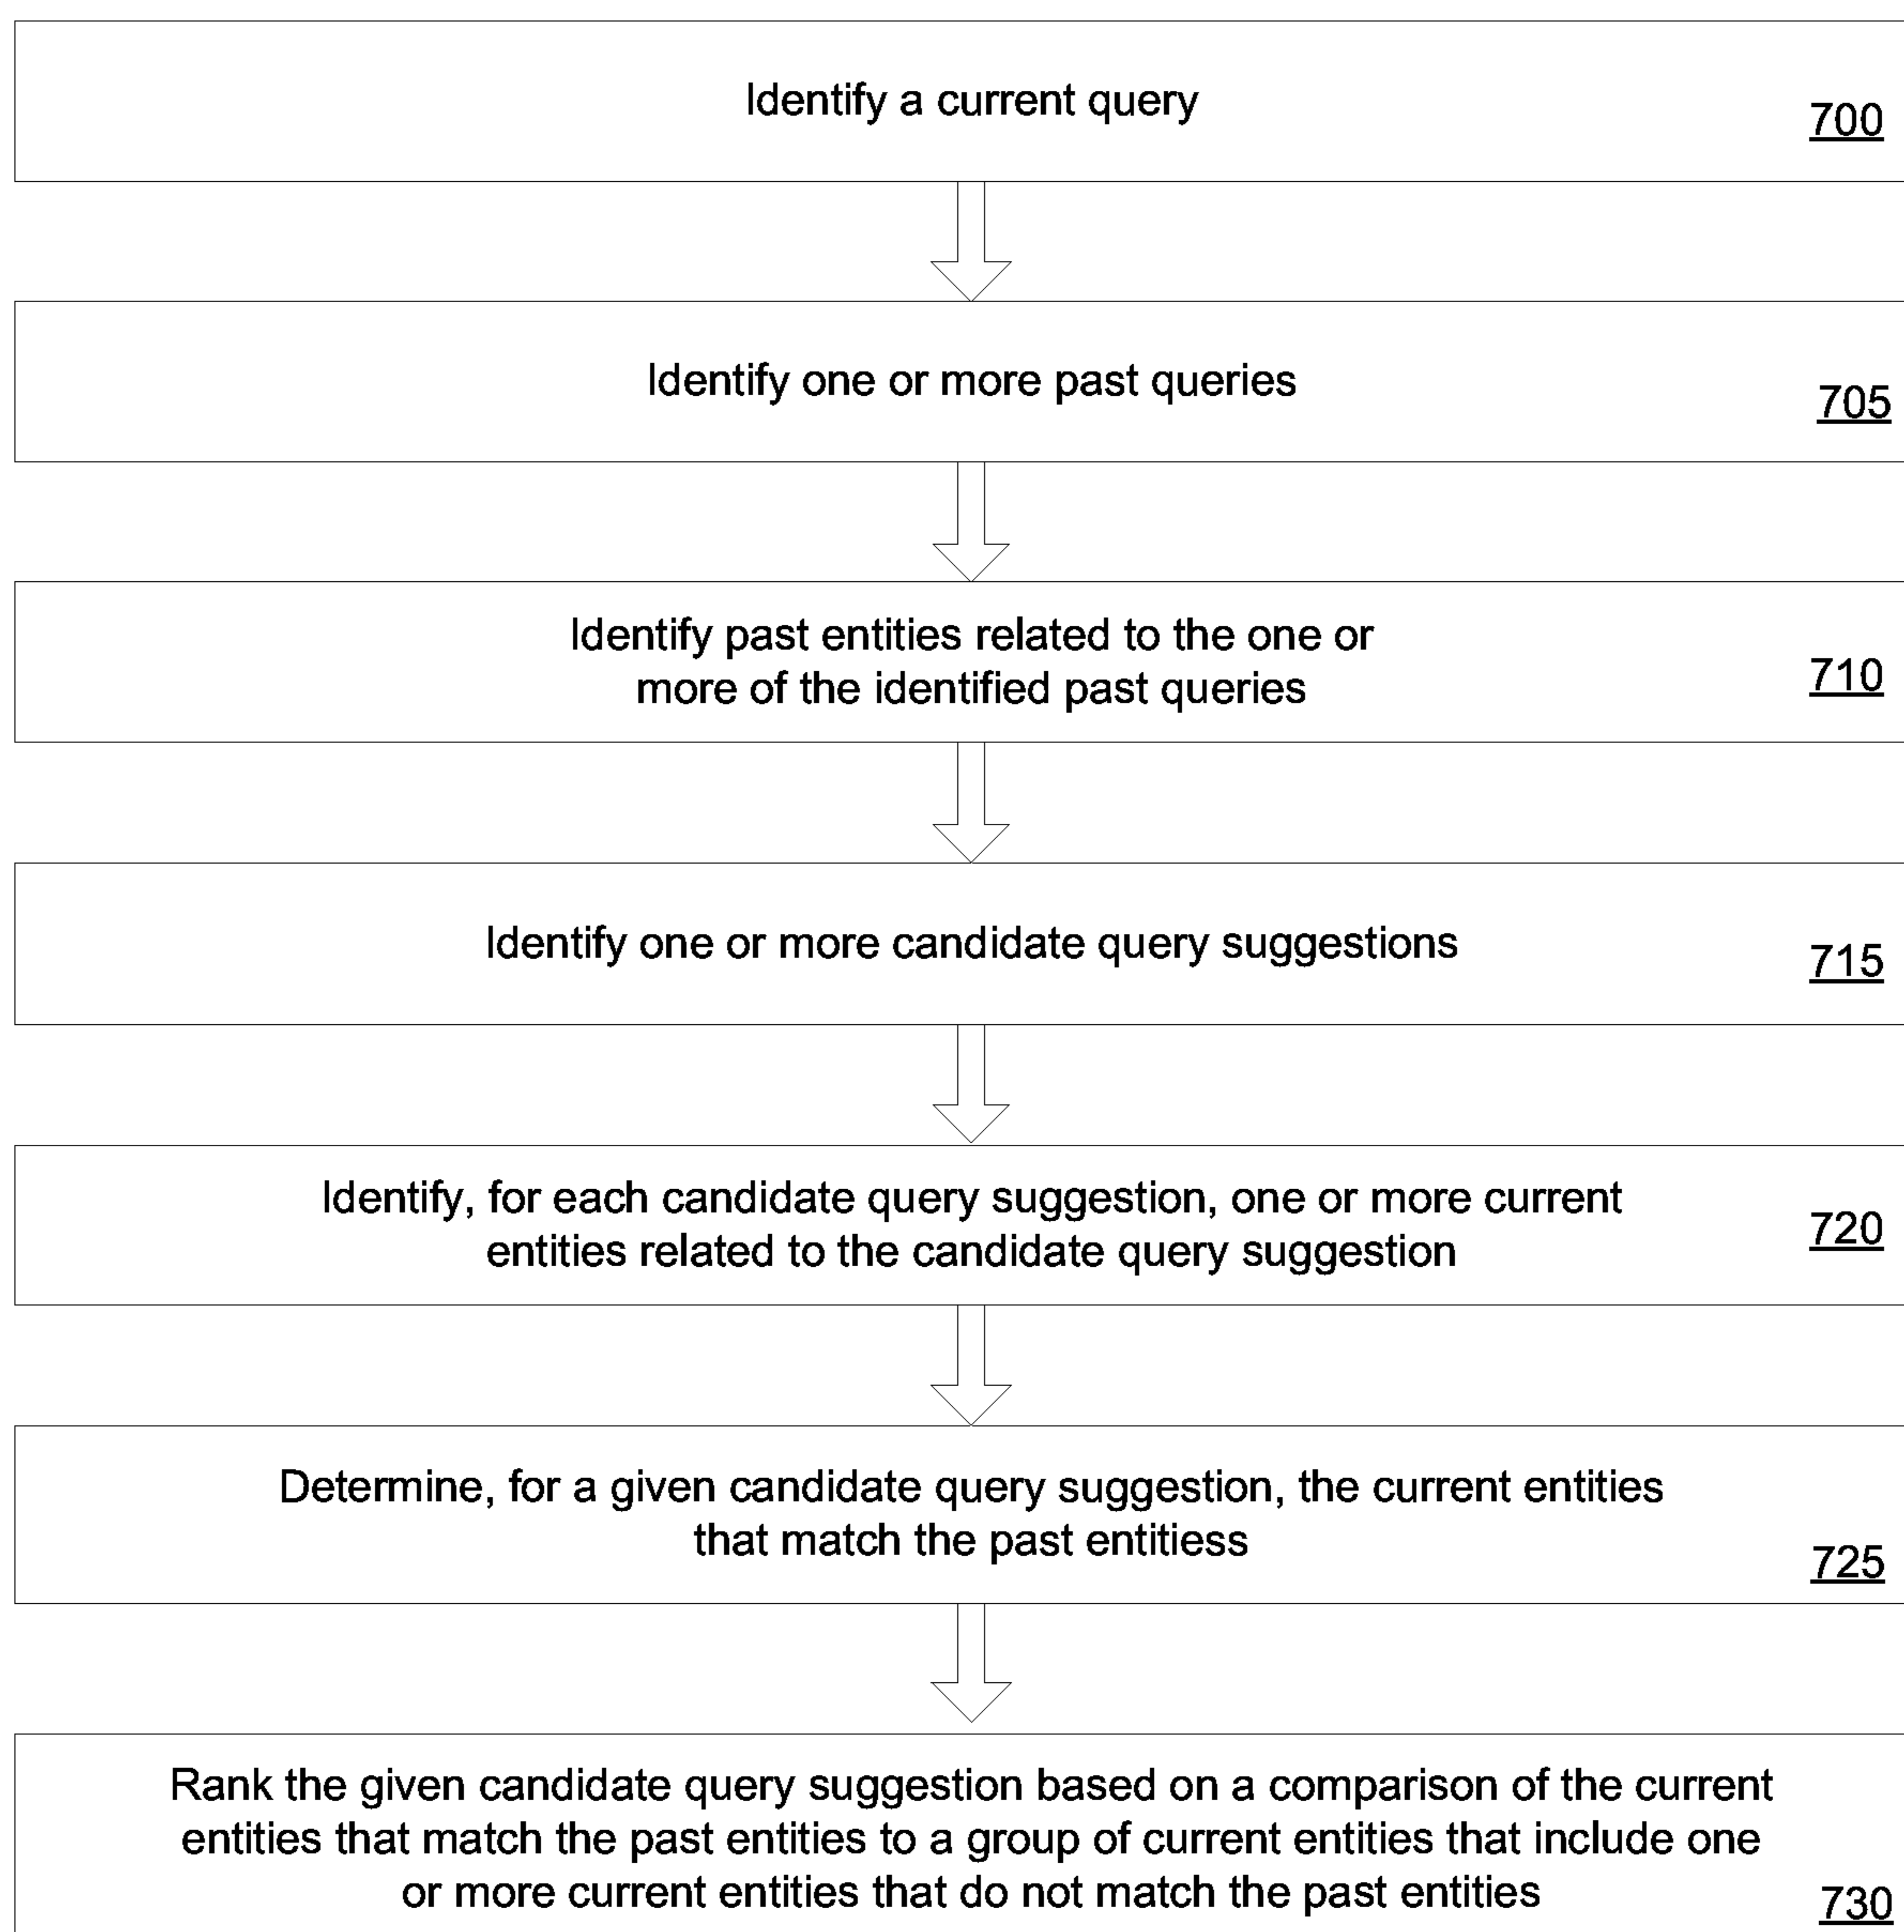 Identify a current query
700
Identify one or more past queries
705
Identify past entities related to the one or
more of the identified past queries
710
Identify one or more candidate query suggestions
715
Identify, for each candidate query suggestion, one or more current
entities related to the candidate query suggestion
720
Determine, for a given candidate query suggestion, the current entities
that match the past entitiess
725
Rank the given candidate query suggestion based on a comparison of the current
entities that match the past entities to a group of current entities that include one
or more current entities that do not match the past entities
730